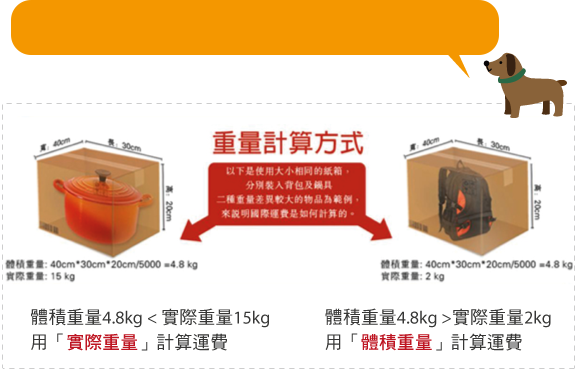 重量計算方式
以下是使用大小相同的紙箱，
分別裝入背包及鍋具
二種重量差異較大的物品為範例，
來說明國際運費是如何計算的。
寬: 40cm
長: 30cm
高: 20cm
體積重量: 40cm*30cm*20cm/5000 =4.8 kg
實際重量: 15 kg
體積重量4.8kg < 實際重量15kg
用「實際重量」計算運費
寬: 40cm
長: 30cm
高: 20cm
體積重量: 40cm*30cm*20cm/5000 =4.8 kg
實際重量: 2 kg
體積重量4.8kg >實際重量2kg
用「體積重量」計算運費